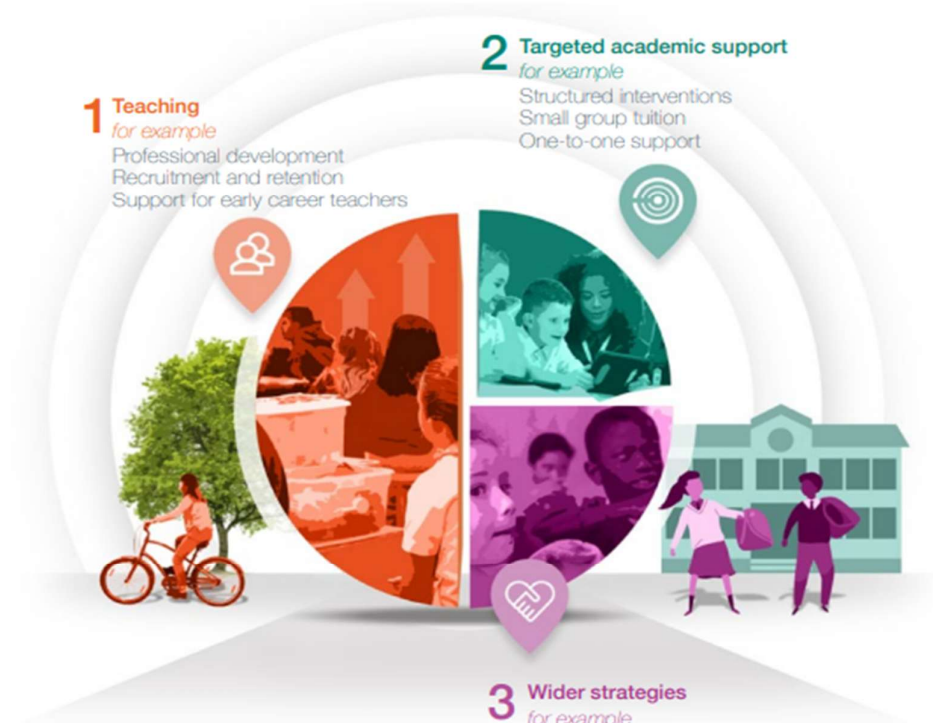 1 Teaching
for example
Professional development
Recruitment and retention
Support for early career teachers
2 Targeted academic support
for example
Structured interventions
Small group tuition
One-to-one support
3 Wider strategies
for example